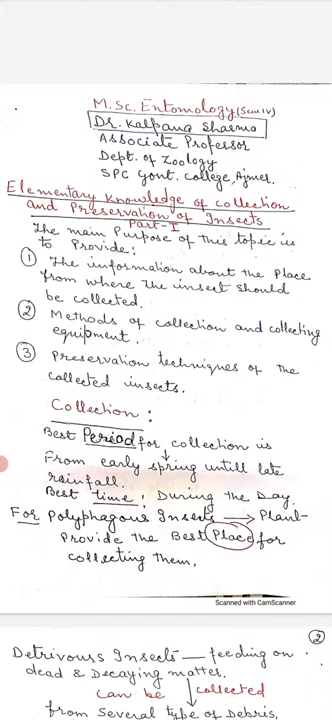 M.Sc. Entomology (Sem IV)
Dr. Kalpana Sharma
Associate Professor
Dept. of Zoology
SPC Govt. College, Ajmer.
Elementary Knowledge of collection
and Preservation of Insects
Part-I
The main Purpose of this topic is
to Provide:
① The information about the Place
from where the insect should
be collected.
② Methods of collection and collecting
equipment.
③ Preservation techniques of the
collected insects.
Collection:
Best Period for collection is
From early spring untill late
rainfall.
Best time: During the Day.
For Polyphagous Insects → Plant-
Provide the Best Place for
collecting them.
Scanned with CamScanner
②
Detrivours Insects — feeding on
dead & Decaying matter.
can be collected
from Several type of Debris,